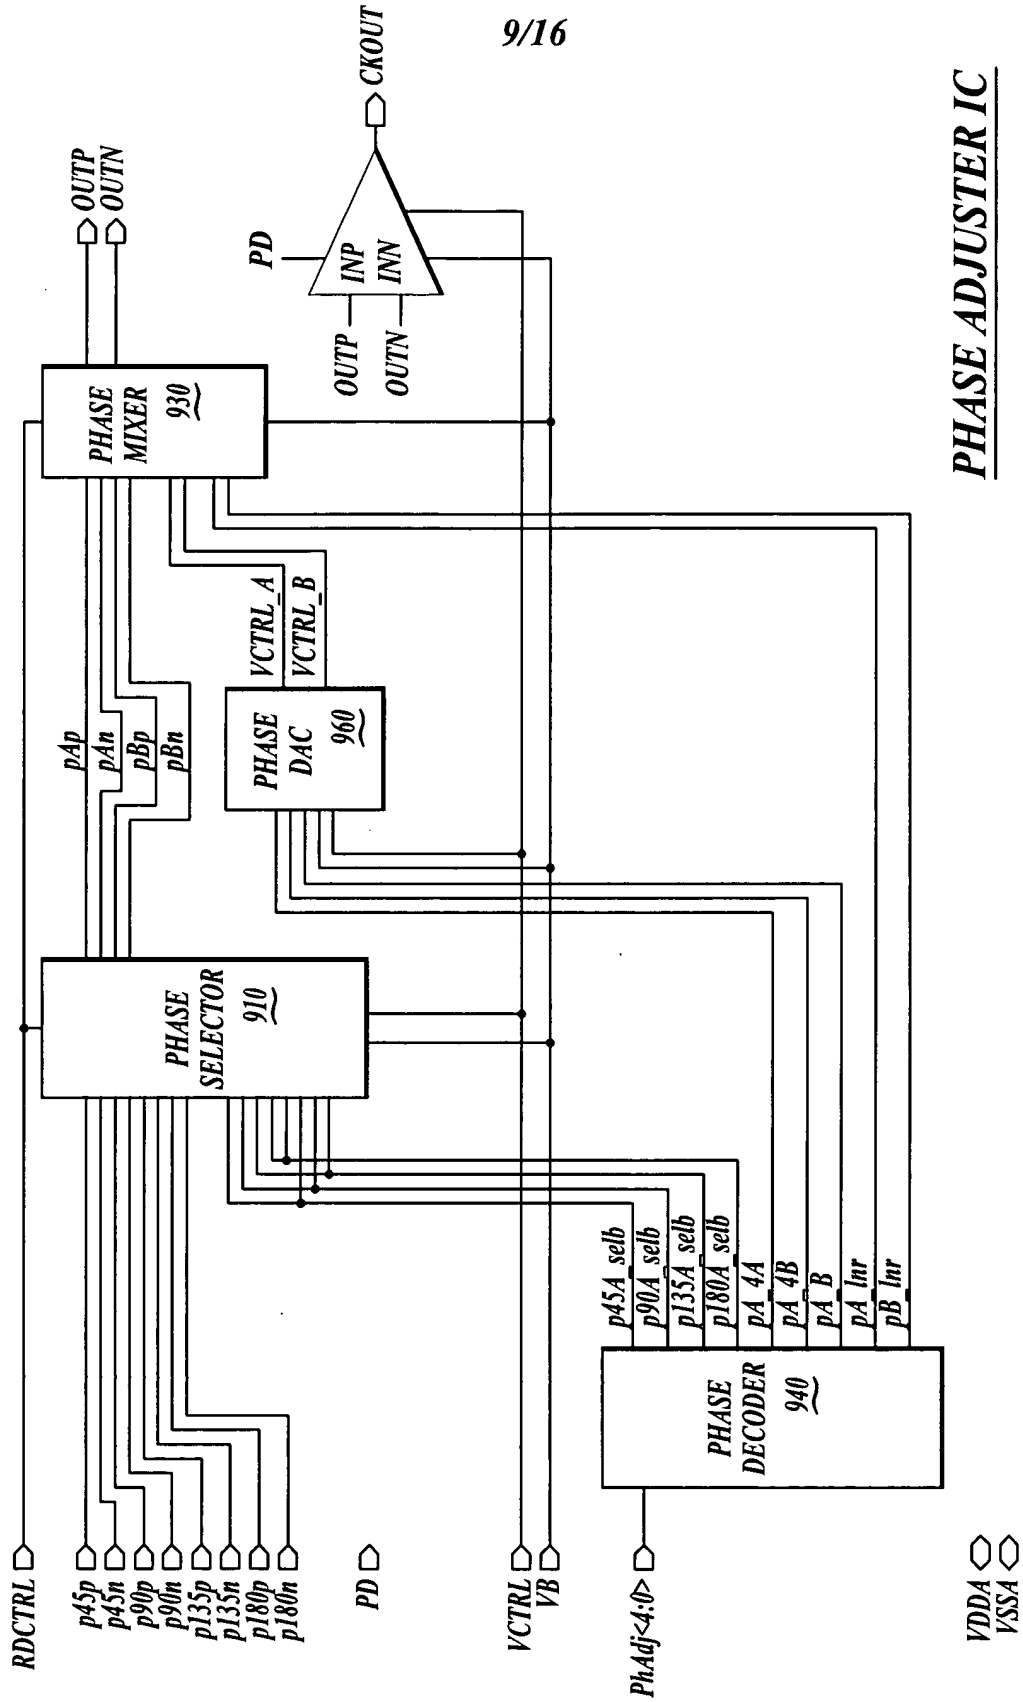 9/16
RDCTRL
p45p
p45n
p90p
p90n
p135p
p135n
p180p
p180n
PD
VCTRL
VB
PhAdj<4:0>
VDDA
VSSA
PHASE
SELECTOR
910
pAp
pAn
pBp
pBn
PHASE
MIXER
930
OUTP
OUTN
PHASE
DAC
960
VCTRL_A
VCTRL_B
PD
INP
INN
OUTP
OUTN
CKOUT
PHASE
DECODER
940
p45A_selb
p90A_selb
p135A_selb
p180A_selb
pA_4A
pA_4B
pA_B
pA_lnr
pB_lnr
PHASE ADJUSTER IC